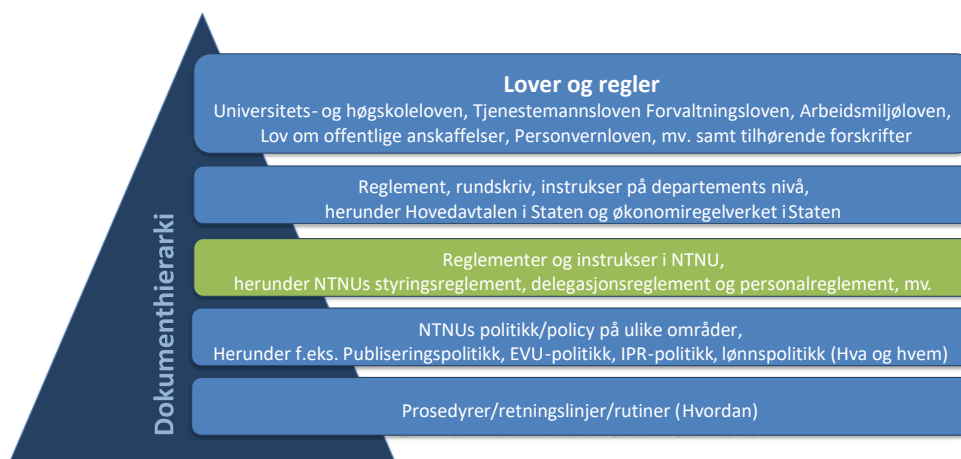 Lover og regler
Universitets- og høgskoleloven, Tjenestemannsloven Forvaltningsloven, Arbeidsmiljøloven,
Lov om offentlige anskaffelser, Personvernloven, mv. samt tilhørende forskrifter
Reglement, rundskriv, instrukser på departements nivå,
herunder Hovedavtalen i Staten og økonomiregelverket i Staten
Reglementer og instrukser i NTNU,
herunder NTNUs styringsreglement, delegasjonsreglement og personalreglement, mv.
NTNUs politikk/policy på ulike områder,
Herunder f.eks. Publiseringspolitikk, EVU-politikk, IPR-politikk, lønnspolitikk (Hva og hvem)
Prosedyrer/retningslinjer/rutiner (Hvordan)
Dokumenthierarki